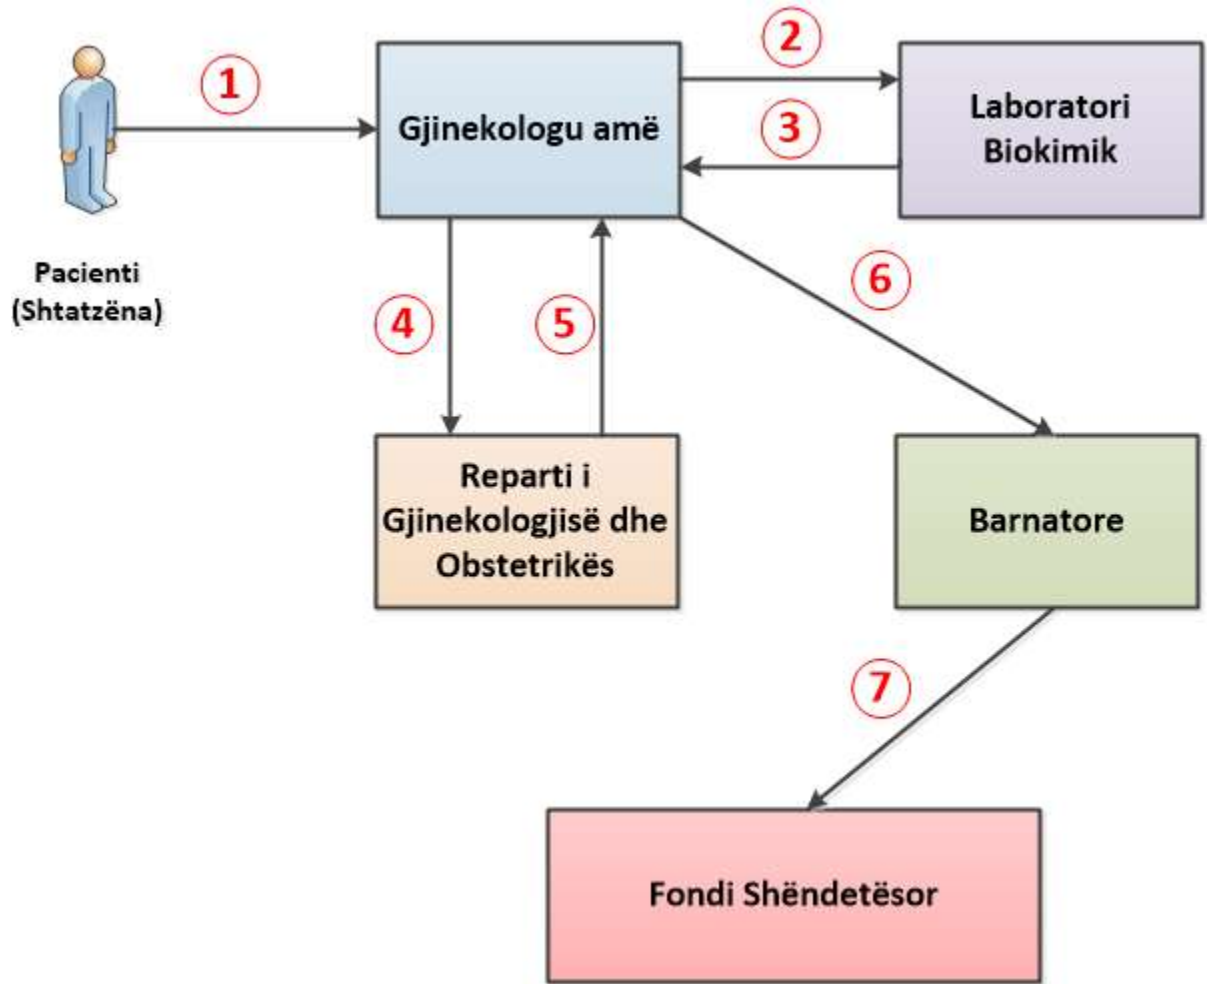 1
2
3
Gjinekologu amë
Laboratori
Biokimik
Pacienti
(Shtatzëna)
4
5
6
Reparti i
Gjinekologjisë dhe
Obstetrikës
Barnatore
7
Fondi Shëndetësor